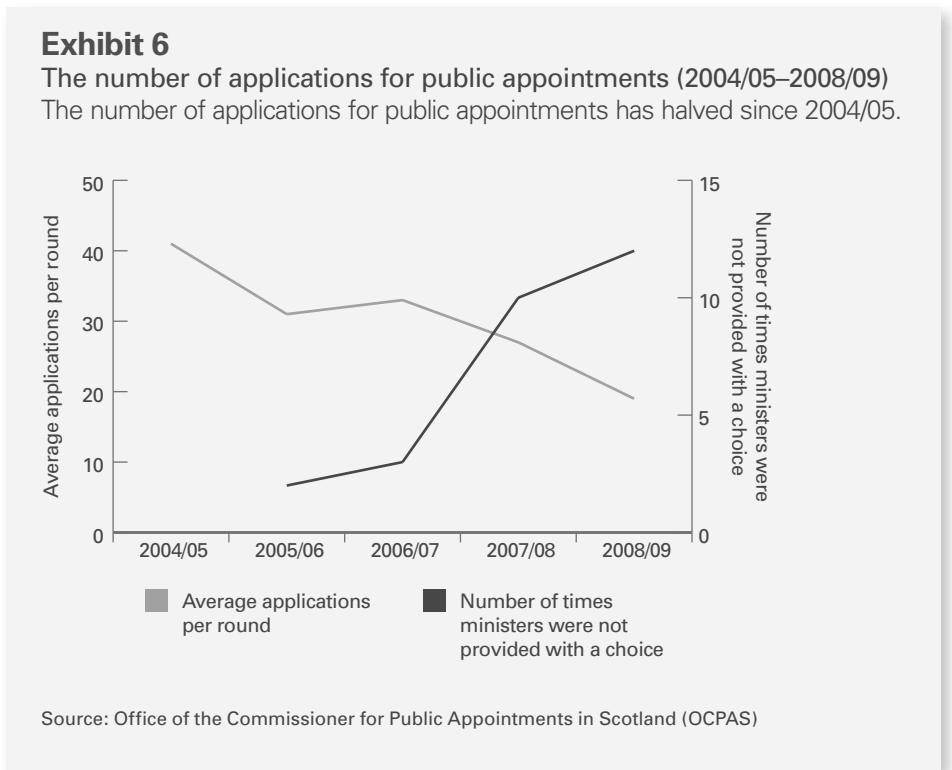 Exhibit 6
The number of applications for public appointments (2004/05–2008/09)
The number of applications for public appointments has halved since 2004/05.
50
40
30
20
10
0
Average applications per round
15
10
5
0
Number of times ministers were
not provided with a choice
2004/05
2005/06
2006/07
2007/08
2008/09
Average applications
per round
Number of times
ministers were not
provided with a choice
Source: Office of the Commissioner for Public Appointments in Scotland (OCPAS)